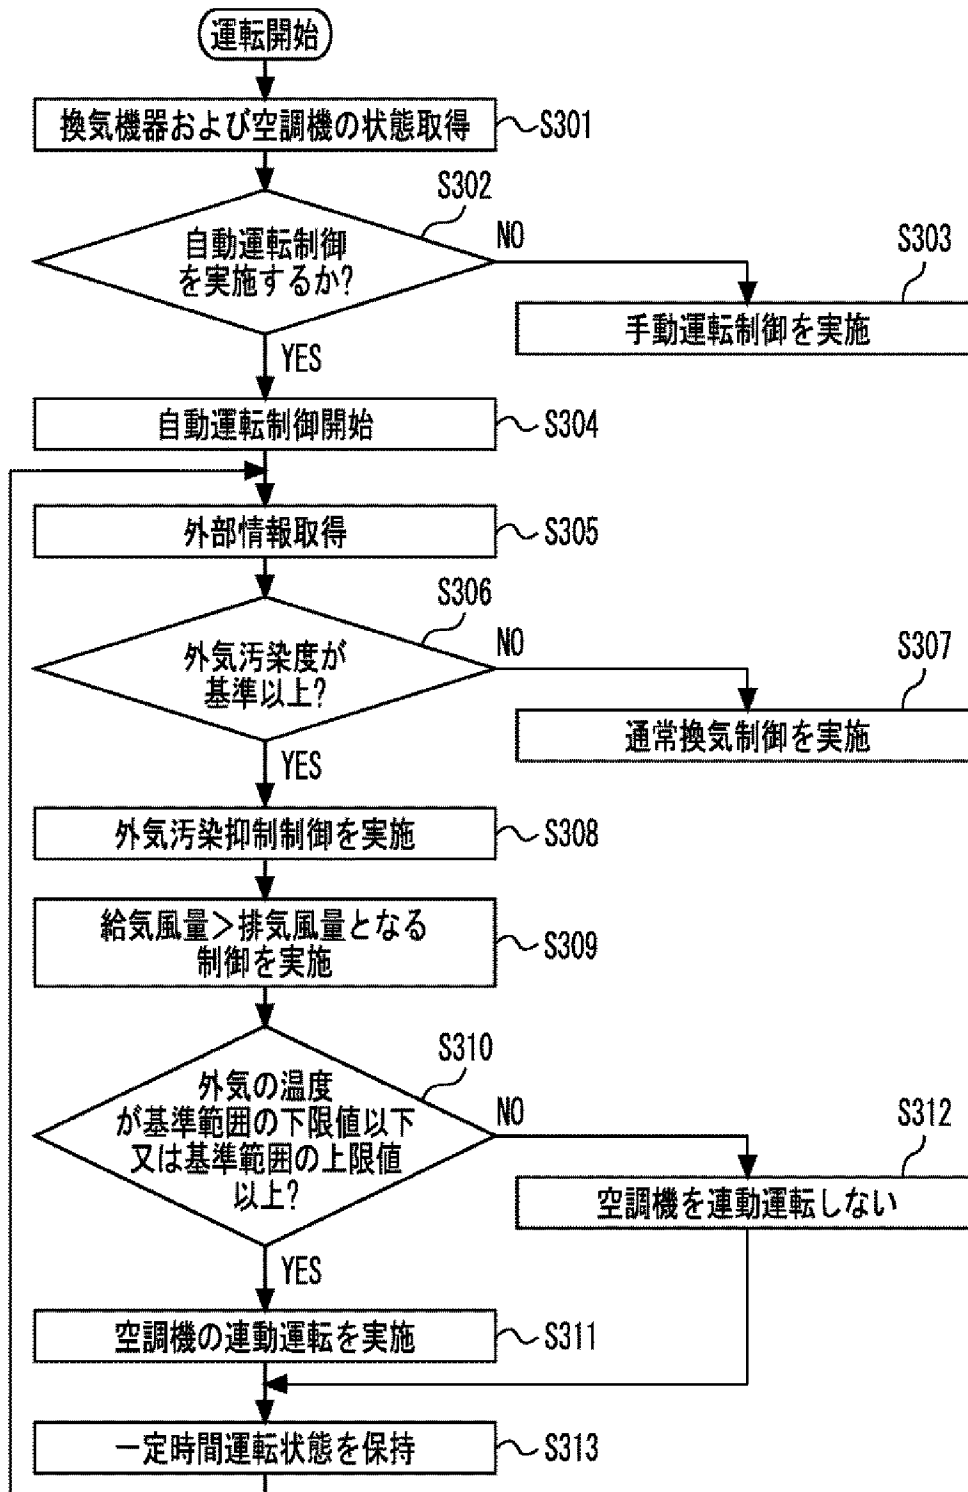 運転開始
換気機器および空調機の状態取得
S301
S302
自動運転制御
を実施するか?
NO
S303
手動運転制御を実施
YES
自動運転制御開始
S304
外部情報取得
S305
S306
外気汚染度が
基準以上?
NO
S307
通常換気制御を実施
YES
外気汚染抑制制御を実施
S308
給気風量>排気風量となる
制御を実施
S309
S310
外気の温度
が基準範囲の下限値以下
又は基準範囲の上限値
以上?
NO
S312
空調機を連動運転しない
YES
空調機の連動運転を実施
S311
一定時間運転状態を保持
S313